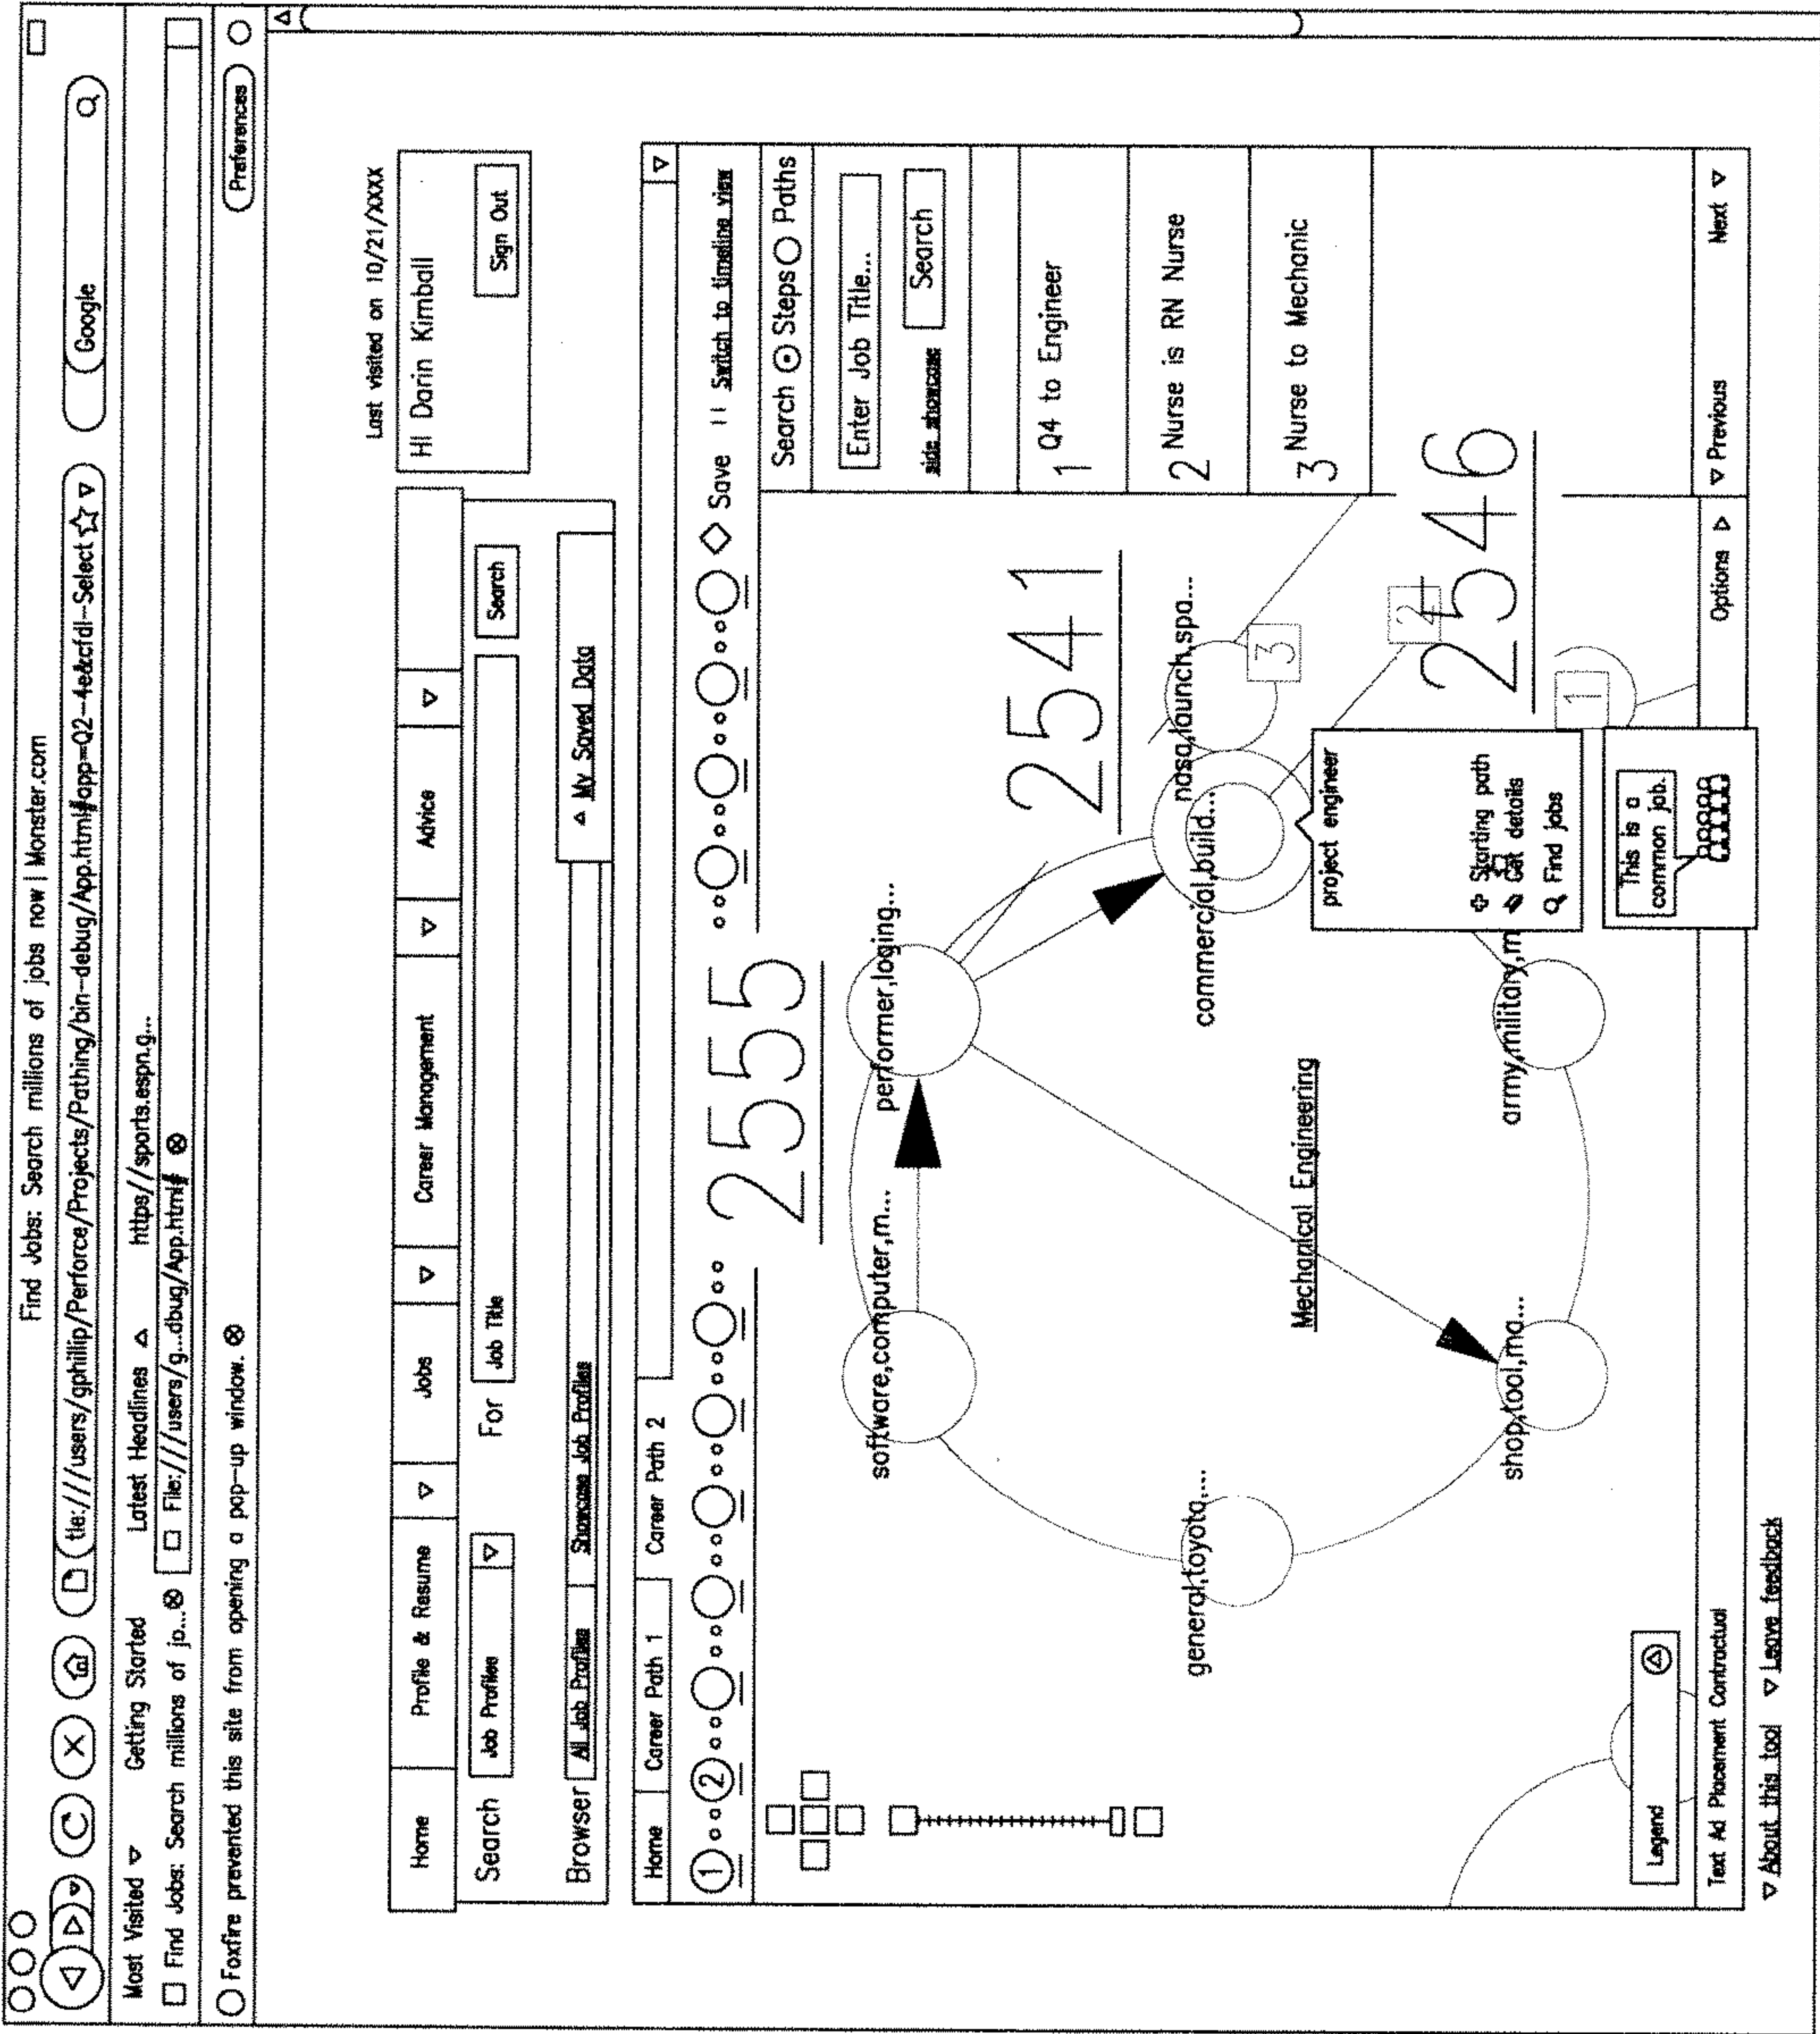 Find Jobs: Search millions of jobs now | Monster.com
tle:///users/gphillip/Perforce/Projects/Pathing/bin-debug/App.html#app=Q2-4e&cfdl-Select
Google
Most Visited
Getting Started
Latest Headlines
https//sports.espn.g...
Find Jobs: Search millions of jo...
File:///users/g..dbug/App.html#
Foxfire prevented this site from opening a pop-up window.
Preferences
Last visited on 10/21/XXXX
Home
Profile & Resume
Jobs
Career Management
Advice
HI Darin Kimball
Sign Out
Search
Job Profiles
For
Job Title
Search
Browser
All Job Profiles
Showcase Job Profiles
My Saved Data
Home
Career Path 1
Career Path 2
1
2
2555
Save
Switch to timeline view
Search Steps Paths
Enter Job Title...
side showcase
Search
1 Q4 to Engineer
2 Nurse is RN Nurse
3 Nurse to Mechanic
software,computer,m...
performer,loging...
2541
general,toyota,...
commercial,build...
nasa,launch,spa...
3
Mechanical Engineering
project engineer
2
2546
Starting path
Get details
Find jobs
shop,tool,ma...
army,military,m
1
This is a
common job.
Legend
Text Ad Placement Contractual
Options
Previous
Next
About this tool
Leave feedback